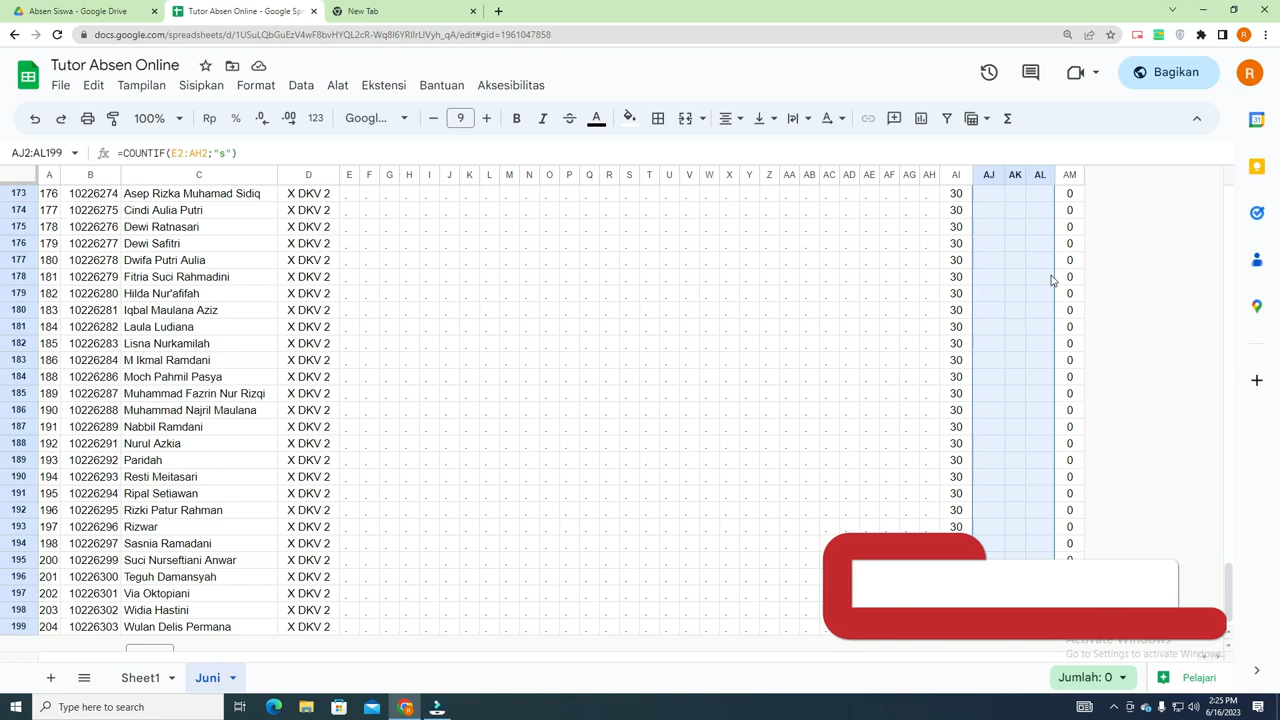 Absen Siswa - Google Drive
Tutor Absen Online - Google Sp
New Tab
docs.google.com/spreadsheets/d/1USuLQbGuEzV4wF8bvHYQL2cR-Wq8I6YRIIrLIVyh_qA/edit#gid=1961047858
Tutor Absen Online
File Edit Tampilan Sisipkan Format Data Alat Ekstensi Bantuan Aksesibilitas
Bagikan
R
100% Rp % .0 .00 123 Googl... 9 B I A
AJ2:AL199
=COUNTIF(E2:AH2;"s")
A B C D E F G H I J K L M N O P Q R S T U V W X Y Z AA AB AC AD AE AF AG AH AI AJ AK AL AM
173 176 10226274 Asep Rizka Muhamad Sidiq X DKV 2 30 0
174 177 10226275 Cindi Aulia Putri X DKV 2 30 0
175 178 10226276 Dewi Ratnasari X DKV 2 30 0
176 179 10226277 Dewi Safitri X DKV 2 30 0
177 180 10226278 Dwifa Putri Aulia X DKV 2 30 0
178 181 10226279 Fitria Suci Rahmadini X DKV 2 30 0
179 182 10226280 Hilda Nur'afifah X DKV 2 30 0
180 183 10226281 Iqbal Maulana Aziz X DKV 2 30 0
181 184 10226282 Laula Ludiana X DKV 2 30 0
182 185 10226283 Lisna Nurkamilah X DKV 2 30 0
183 186 10226284 M Ikmal Ramdani X DKV 2 30 0
184 188 10226286 Moch Pahmil Pasya X DKV 2 30 0
185 189 10226287 Muhammad Fazrin Nur Rizqi X DKV 2 30 0
186 190 10226288 Muhammad Najril Maulana X DKV 2 30 0
187 191 10226289 Nabbil Ramdani X DKV 2 30 0
188 192 10226291 Nurul Azkia X DKV 2 30 0
189 193 10226292 Paridah X DKV 2 30 0
190 194 10226293 Resti Meitasari X DKV 2 30 0
191 195 10226294 Ripal Setiawan X DKV 2 30 0
192 196 10226295 Rizki Patur Rahman X DKV 2 30 0
193 197 10226296 Rizwar X DKV 2 30 0
194 198 10226297 Sasnia Ramadani X DKV 2 0
195 200 10226299 Suci Nurseftiani Anwar X DKV 2
196 201 10226300 Teguh Damansyah X DKV 2
197 202 10226301 Via Oktopiani X DKV 2
198 203 10226302 Widia Hastini X DKV 2
199 204 10226303 Wulan Delis Permana X DKV 2
Activate Windows
Go to Settings to activate Windows.
Sheet1 Juni
Jumlah: 0
Pelajari
Type here to search
2:25 PM
6/16/2023